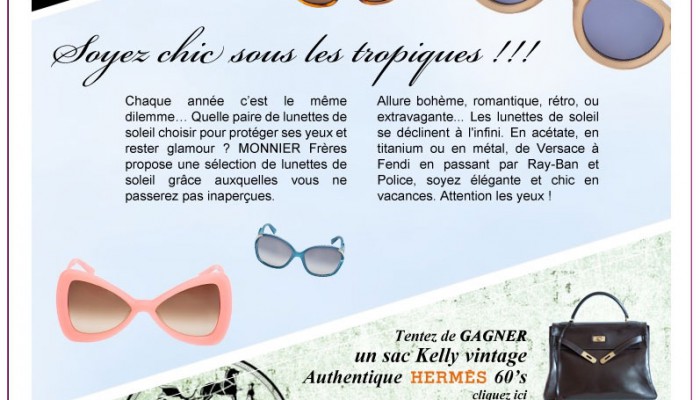 Soyez chic sous les tropiques !!!
Chaque année c'est le même
dilemme... Quelle paire de lunettes de
soleil choisir pour protéger ses yeux et
rester glamour ? MONNIER Frères
propose une sélection de lunettes de
soleil grâce auxquelles vous ne
passerez pas inaperçues.
Allure bohème, romantique, rétro, ou
extravagante... Les lunettes de soleil
se déclinent à l'infini. En acétate, en
titanium ou en métal, de Versace à
Fendi en passant par Ray-Ban et
Police, soyez élégante et chic en
vacances. Attention les yeux !
Tentez de GAGNER
un sac Kelly vintage
Authentique HERMÈS 60's
cliquez ici